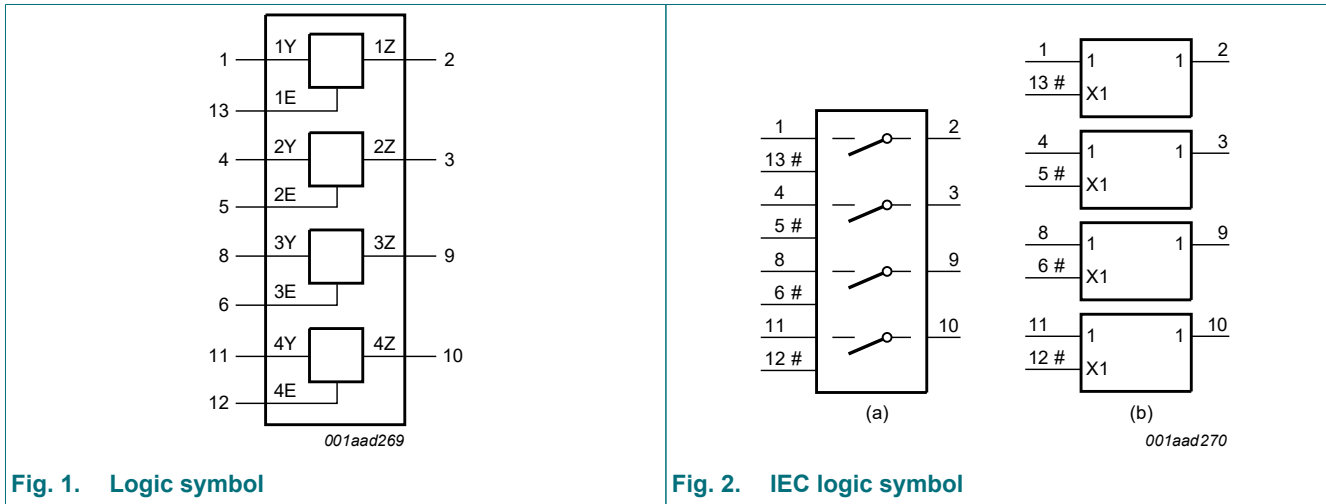 1 1Y 1Z 2
13 1E
4 2Y 2Z 3
5 2E
8 3Y 3Z 9
6 3E
11 4Y 4Z 10
12 4E
001aad269
Fig. 1. Logic symbol
1 2
13 #
4 3
5 #
8 9
6 #
11 10
12 #
(a)
1 1 1 2
13 # X1
4 1 1 3
5 # X1
8 1 1 9
6 # X1
11 1 1 10
12 # X1
(b)
001aad270
Fig. 2. IEC logic symbol